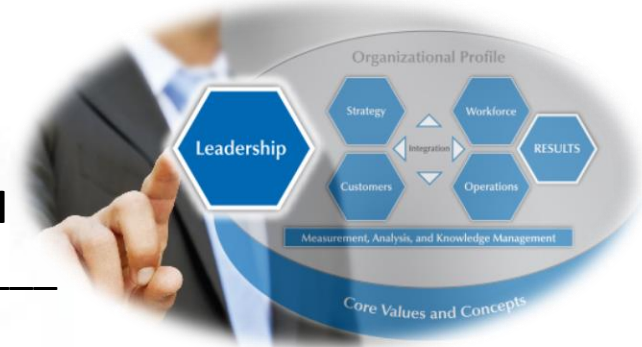 Organizational Profile
Strategy
Workforce
Leadership
Integration
RESULTS
Customers
Operations
Measurement, Analysis, and Knowledge Management
Core Values and Concepts